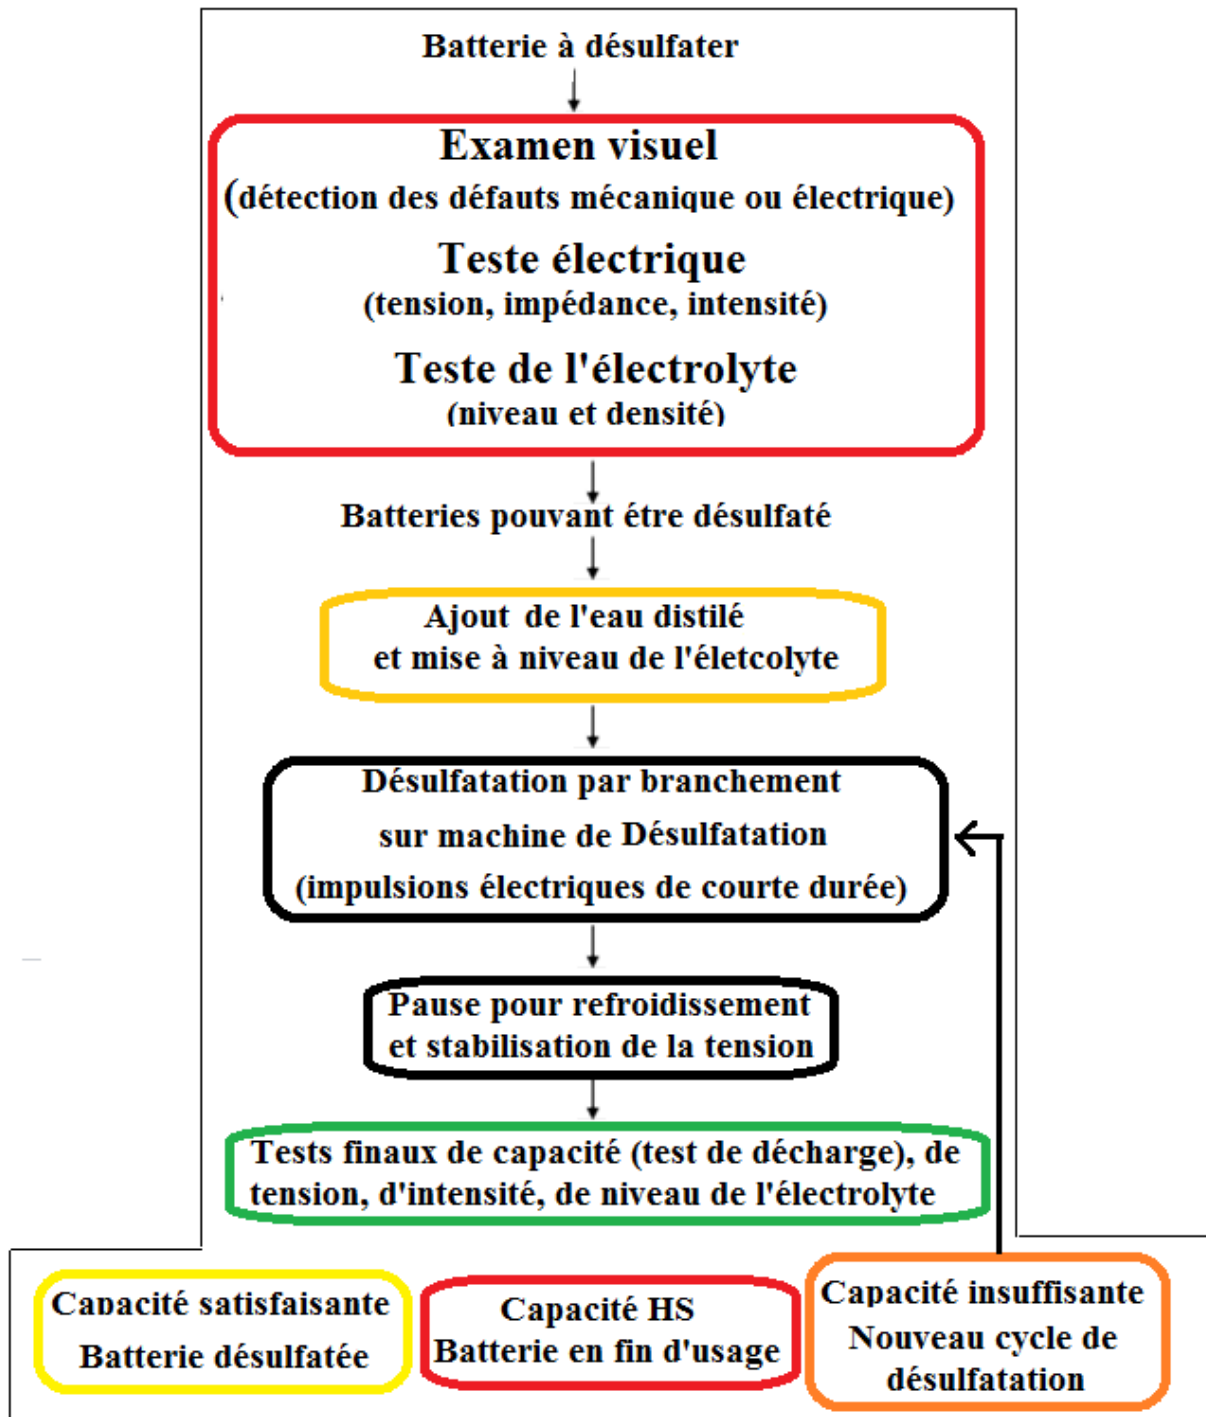 Batterie à désulfater
Examen visuel
(détection des défauts mécanique ou électrique)
Teste électrique
(tension, impédance, intensité)
Teste de l'électrolyte
(niveau et densité)
Batteries pouvant étre désulfaté
Ajout de l'eau distilé
et mise à niveau de l'életcolyte
Désulfatation par branchement
sur machine de Désulfatation
(impulsions électriques de courte durée)
Pause pour refroidissement
et stabilisation de la tension
Tests finaux de capacité (test de décharge), de
tension, d'intensité, de niveau de l'électrolyte
Capacité satisfaisante
Batterie désulfatée
Capacité HS
Batterie en fin d'usage
Capacité insuffisante
Nouveau cycle de
désulfatation